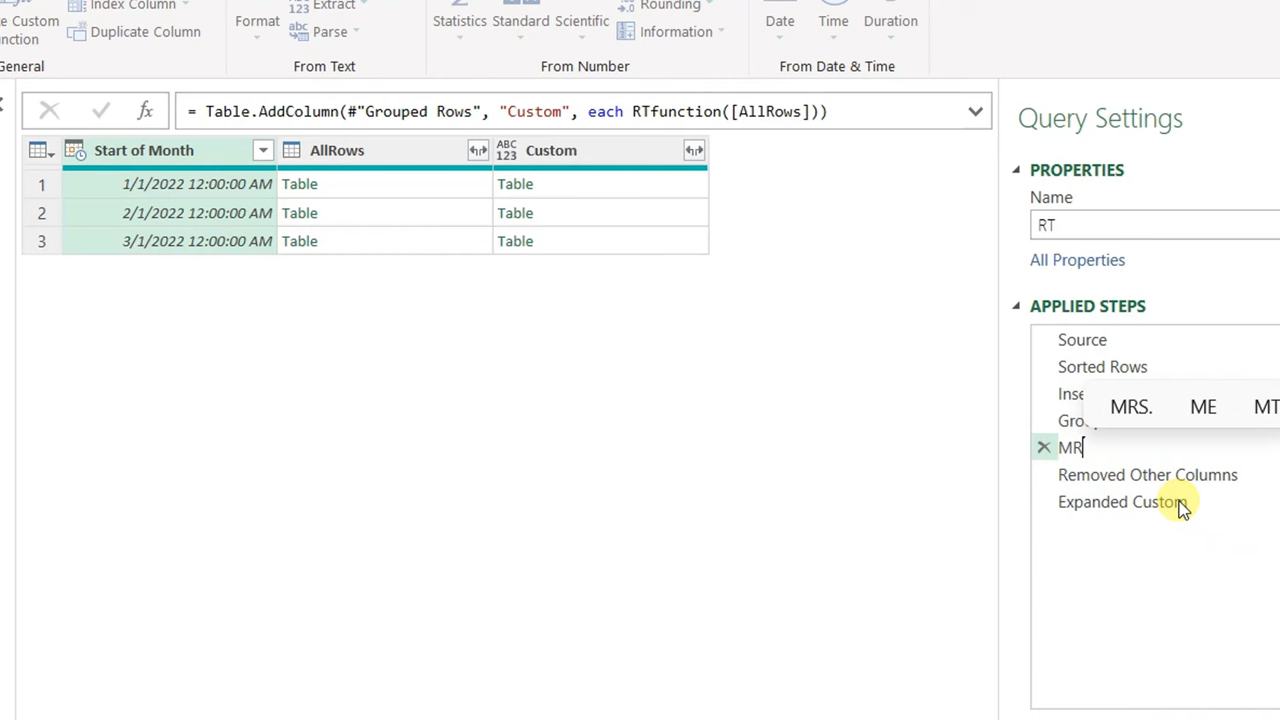 Index Column
Duplicate Column
Function
General
Format
Extract
Parse
From Text
Statistics
Standard
Scientific
Rounding
Information
From Number
Date
Time
Duration
From Date & Time
fx
= Table.AddColumn(#"Grouped Rows", "Custom", each RTfunction([AllRows]))
Start of Month
AllRows
ABC
123
Custom
1 1/1/2022 12:00:00 AM Table Table
2 2/1/2022 12:00:00 AM Table Table
3 3/1/2022 12:00:00 AM Table Table
Query Settings
PROPERTIES
Name
RT
All Properties
APPLIED STEPS
Source
Sorted Rows
MRS. ME MT
MR
Removed Other Columns
Expanded Custom